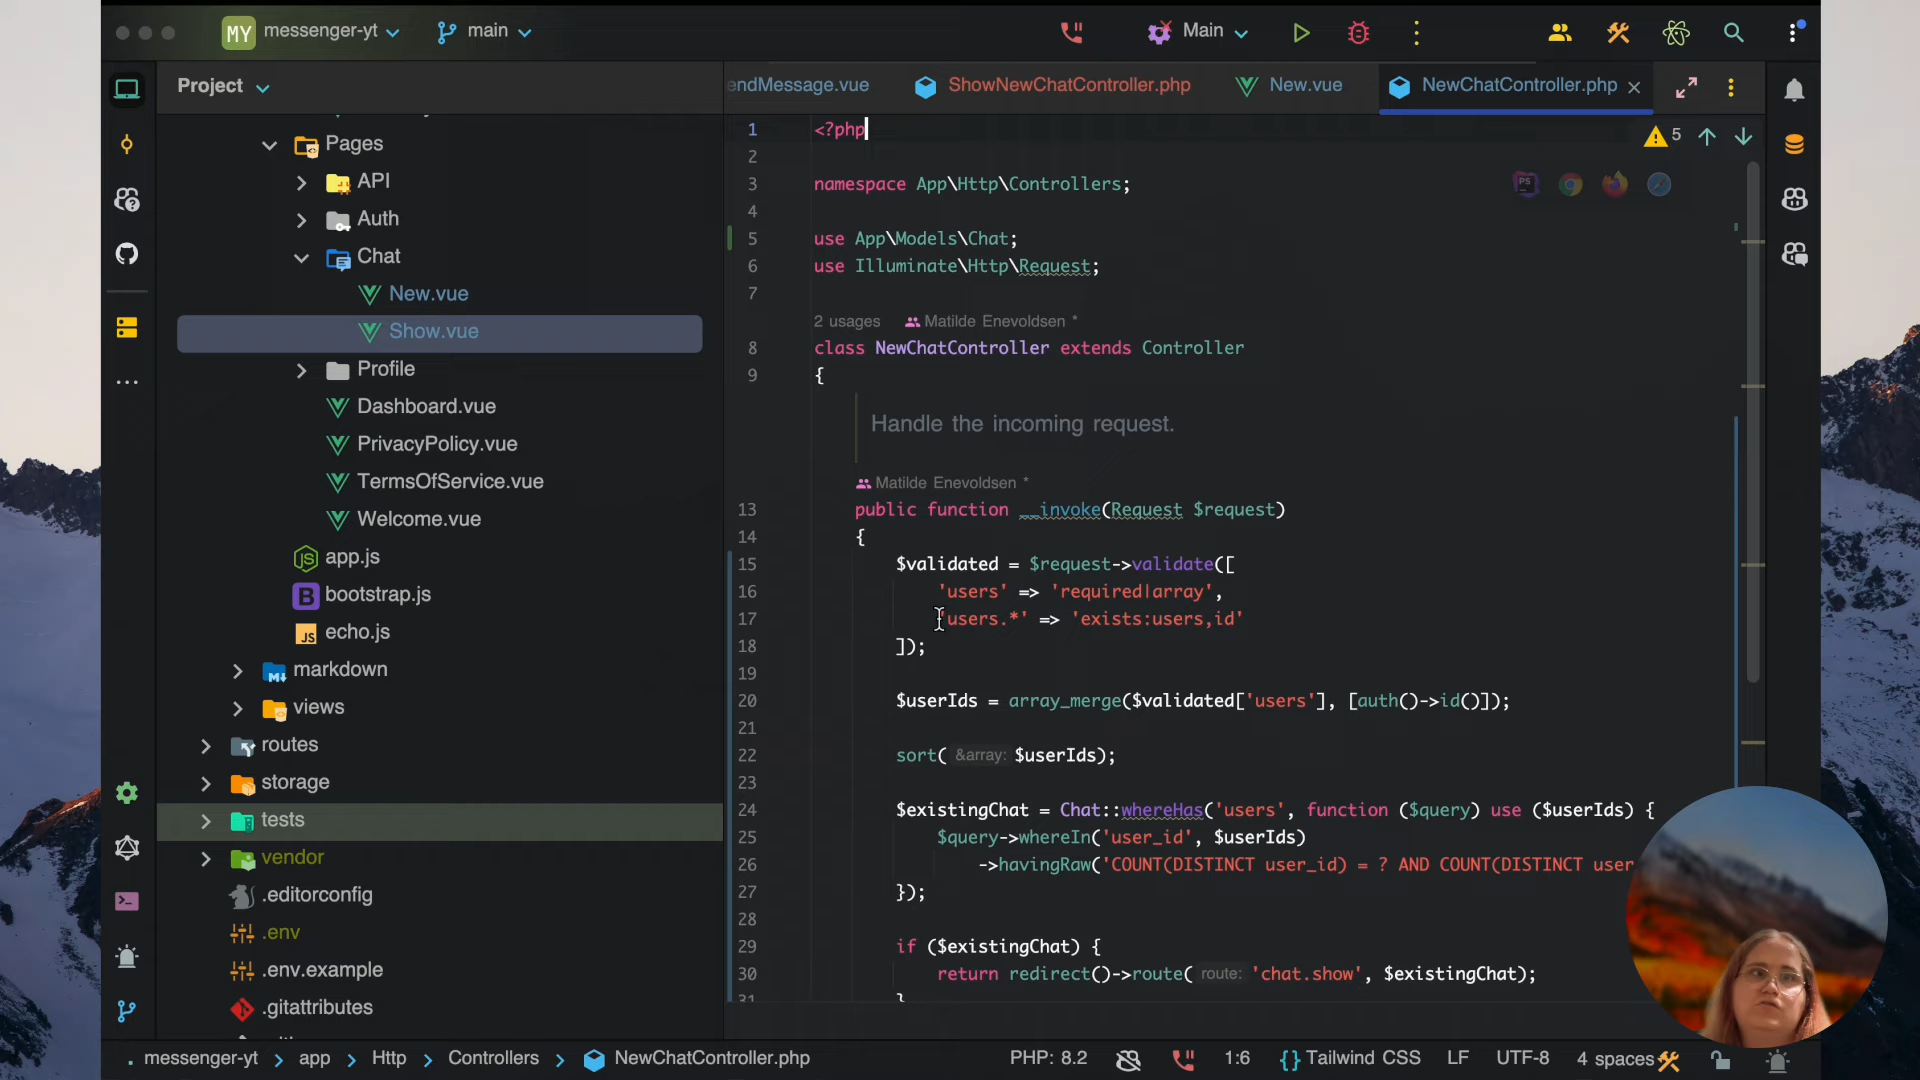 MY messenger-yt main Main
Project
endMessage.vue ShowNewChatController.php New.vue NewChatController.php
Pages
API
Auth
Chat
New.vue
Show.vue
Profile
Dashboard.vue
PrivacyPolicy.vue
TermsOfService.vue
Welcome.vue
app.js
bootstrap.js
echo.js
markdown
views
routes
storage
tests
vendor
.editorconfig
.env
.env.example
.gitattributes
5
1 <?php
2
3 namespace App\Http\Controllers;
4
5 use App\Models\Chat;
6 use Illuminate\Http\Request;
7
2 usages Matilde Enevoldsen *
8 class NewChatController extends Controller
9 {
Handle the incoming request.
Matilde Enevoldsen *
13 public function __invoke(Request $request)
14 {
15 $validated = $request->validate([
16 'users' => 'required|array',
17 'users.*' => 'exists:users,id'
18 ]);
19
20 $userIds = array_merge($validated['users'], [auth()->id()]);
21
22 sort( &array: $userIds);
23
24 $existingChat = Chat::whereHas('users', function ($query) use ($userIds) {
25 $query->whereIn('user_id', $userIds)
26 ->havingRaw('COUNT(DISTINCT user_id) = ? AND COUNT(DISTINCT user
27 });
28
29 if ($existingChat) {
30 return redirect()->route( route: 'chat.show', $existingChat);
31 }
messenger-yt > app > Http > Controllers > NewChatController.php PHP: 8.2 1:6 {} Tailwind CSS LF UTF-8 4 spaces